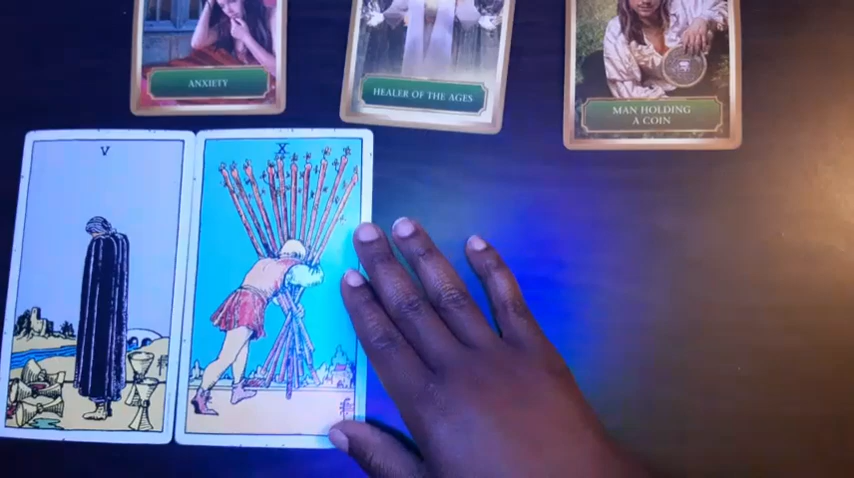 ANXIETY
HEALER OF THE AGES
MAN HOLDING
A COIN
V
X